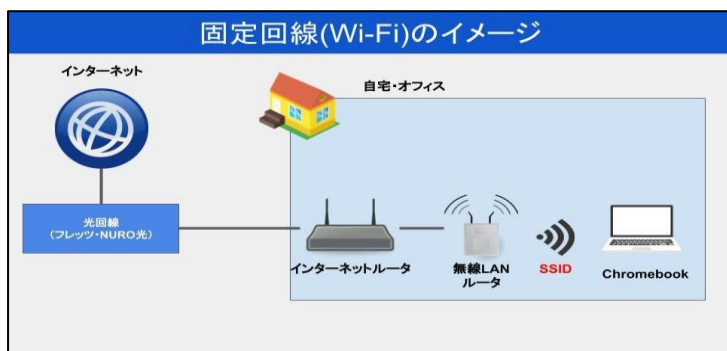 固定回線(Wi-Fi)のイメージ
インターネット
自宅・オフィス
光回線
(フレッツ・NURO光)
インターネットルータ
無線LAN
ルータ
SSID
Chromebook